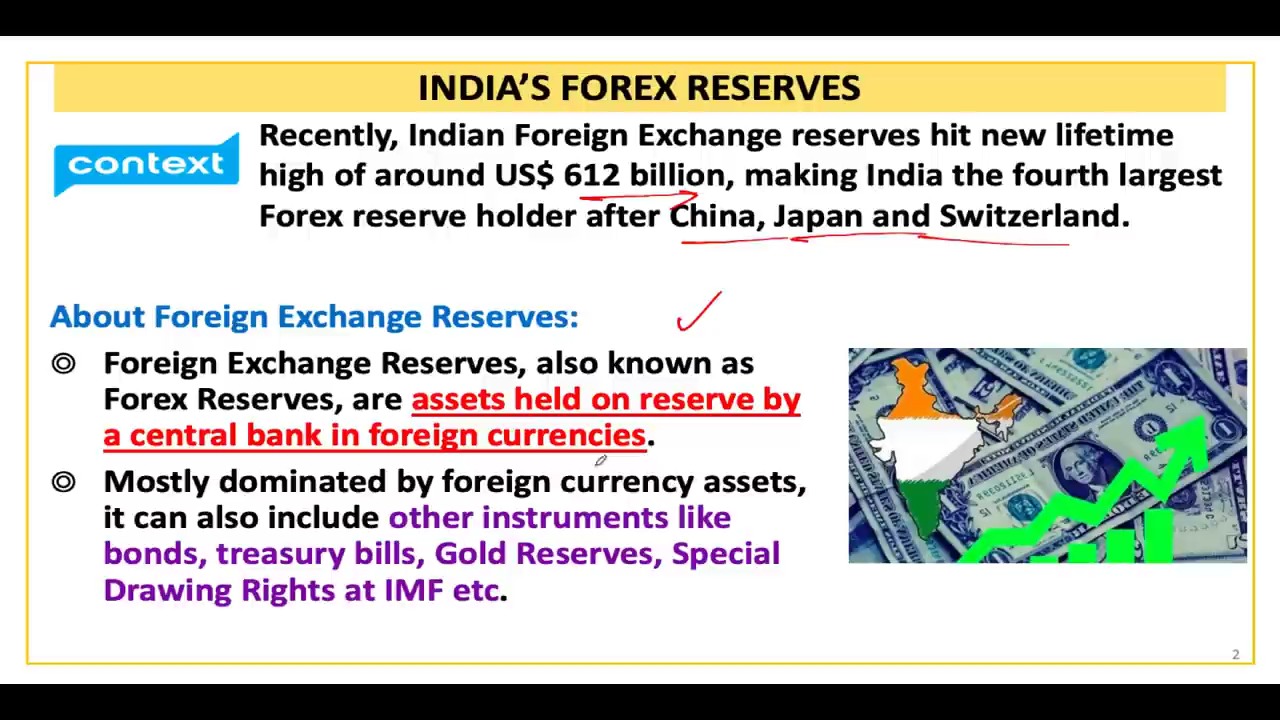 INDIA’S FOREX RESERVES
context
Recently, Indian Foreign Exchange reserves hit new lifetime
high of around US$ 612 billion, making India the fourth largest
Forex reserve holder after China, Japan and Switzerland.
About Foreign Exchange Reserves:
Foreign Exchange Reserves, also known as
Forex Reserves, are assets held on reserve by
a central bank in foreign currencies.
Mostly dominated by foreign currency assets,
it can also include other instruments like
bonds, treasury bills, Gold Reserves, Special
Drawing Rights at IMF etc.
2